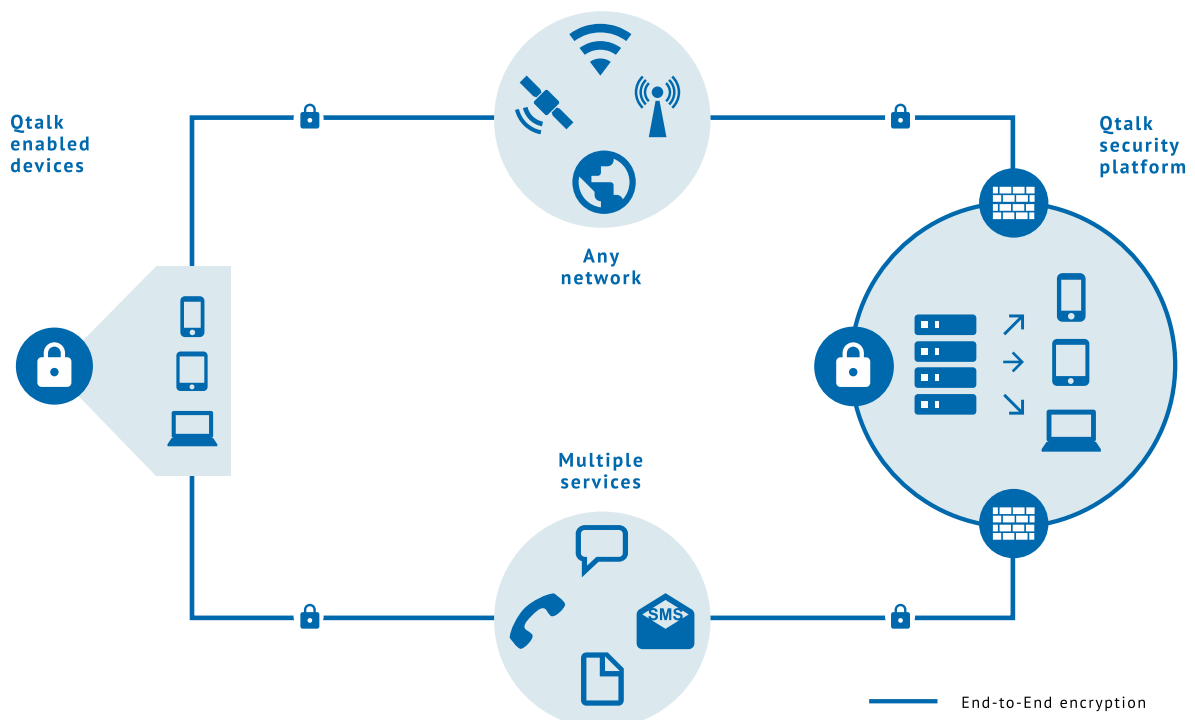 Qtalk
enabled
devices
Any
network
Qtalk
security
platform
Multiple
services
SMS
End-to-End encryption